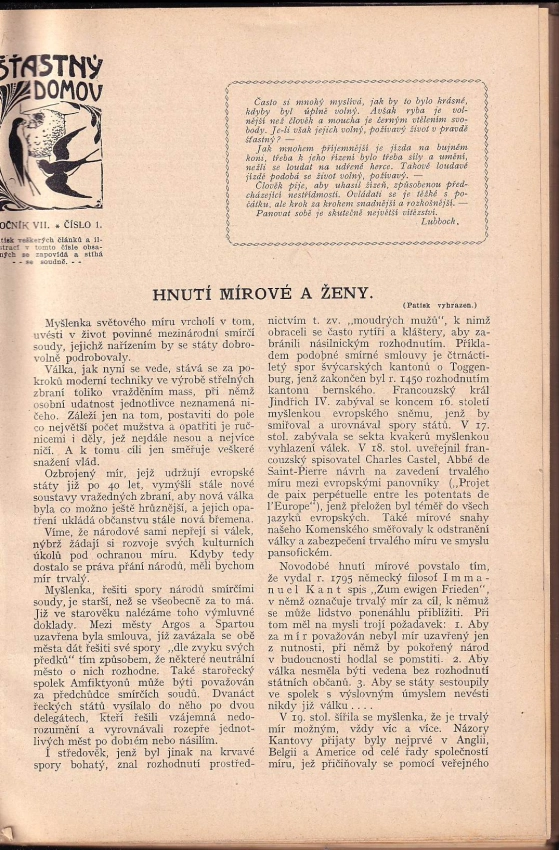 ŠŤASTNÝ
DOMOV
OČNÍK VII. • ČÍSLO 1.
tisk veškerých článků a il-
strací v tomto čísle obsa-
ných se zapovídá a stíhá
- - se soudně. - -
Často si mnohý myslívá, jak by to bylo krásné,
kdyby byl úplně volný. Avšak ryba je vol-
nější než člověk a moucha je černým vtělením svo-
body. Je-li však jejich volný, požívavý život v pravdě
šťastný? —
Jak mnohem příjemnější je jízda na bujném
koni, třeba k jeho řízení bylo třeba síly a umění,
nežli se loudat na udřené herce. Takové loudavé
jízdě podobá se život volný, požívavý. —
Člověk pije, aby uhasil žízeň, způsobenou před-
cházející nestřídmostí. Ovládati se je těžké s po-
čátku, ale krok za krokem snadnější a rozkošnější. —
Panovat sobě je skutečně největší vítězství.
Lubboch.
HNUTÍ MÍROVÉ A ŽENY.
(Patisk vyhrazen.)
Myšlenka světového míru vrcholí v tom,
uvésti v život povinné mezinárodní smírčí
soudy, jejichž nařízením by se státy dobro-
volně podrobovaly.
Válka, jak nyní se vede, stává se za po-
kroků moderní techniky ve výrobě střelných
zbraní toliko vražděním mass, při němž
osobní udatnost jednotlivce neznamená ni-
čeho. Záleží jen na tom, postaviti do pole
co největší počet mužstva a opatřiti je ruč-
nicemi i děly, jež nejdále nesou a nejvíce
ničí. A k tomu cíli jen směřuje veškeré
snažení vlád.
Ozbrojený mír, jejž udržují evropské
státy již po 40 let, vymýšlí stále nové
soustavy vražedných zbraní, aby nová válka
byla co možno ještě hrůznější, a jejich opa-
tření ukládá občanstvu stále nová břemena.
Víme, že národové sami nepřejí si válek,
nýbrž žádají si rozvoje svých kulturních
úkolů pod ochranou míru. Kdyby tedy
dostalo se práva přání národů, měli bychom
mír trvalý.
Myšlenka, řešiti spory národů smírčími
soudy, je starší, než se všeobecně za to má.
Již ve starověku nalézáme toho výmluvné
doklady. Mezi městy Argos a Spartou
uzavřena byla smlouva, jíž zavázala se obě
města dát řešiti své spory „dle zvyku svých
předků“ tím způsobem, že některé neutrální
město o nich rozhodne. Také starořecký
spolek Amfiktyonů může býti považován
za předchůdce smírčích soudů. Dvanáct
řeckých států vysílalo do něho po dvou
delegátech, kteří řešili vzájemná nedo-
rozumění a vyrovnávali rozepře jednot-
livých měst po dobrém nebo násilím.
I středověk, jenž byl jinak na krvavé
spory bohatý, znal rozhodnutí prostřed-
nictvím t. zv. „moudrých mužů“, k nimž
obraceli se často rytíři a kláštery, aby za-
bránili násilnickým rozhodnutím. Příkla-
dem podobné smírné smlouvy je čtrnácti-
letý spor švýcarských kantonů o Toggen-
burg, jenž zakončen byl r. 1450 rozhodnutím
kantonu bernského. Francouzský král
Jindřich IV. zabýval se koncem 16. století
myšlenkou evropského sněmu, jenž by
smiřoval a urovnával spory států. V 17.
stol. zabývala se sekta kvakerů myšlenkou
vyhlazení válek. V 18. stol. uveřejnil fran-
couzský spisovatel Charles Castel, Abbé de
Saint-Pierre návrh na zavedení trvalého
míru mezi evropskými panovníky („Projet
de paix perpétuelle entre les potentats de
l'Europe“), jenž přeložen byl téměř do všech
jazyků evropských. Také mírové snahy
našeho Komenského směřovaly k odstranění
války a zabezpečení trvalého míru ve smyslu
pansofickém.
Novodobé hnutí mírové povstalo tím,
že vydal r. 1795 německý filosof Imma-
nuel Kant spis „Zum ewigen Frieden“,
v němž označuje trvalý mír za cíl, k němuž
se může lidstvo ponenáhlu přiblížiti. Při
tom měl na mysli trojí požadavek: 1. Aby
za mír považován nebyl mír uzavřený jen
z nutnosti, při němž by pokořený národ
v budoucnosti hodlal se pomstíti. 2. Aby
válka nesměla býti vedena bez rozhodnutí
státních občanů. 3. Aby se státy sestoupily
ve spolek s výslovným úmyslem nevésti
nikdy již válku . . . .
V 19. stol. šířila se myšlenka, že je trvalý
mír možným, vždy víc a více. Názory
Kantovy přijaty byly nejprvé v Anglii,
Belgii a Americe od celé řady společností
míru, jež přičiňovaly se pomocí veřejného